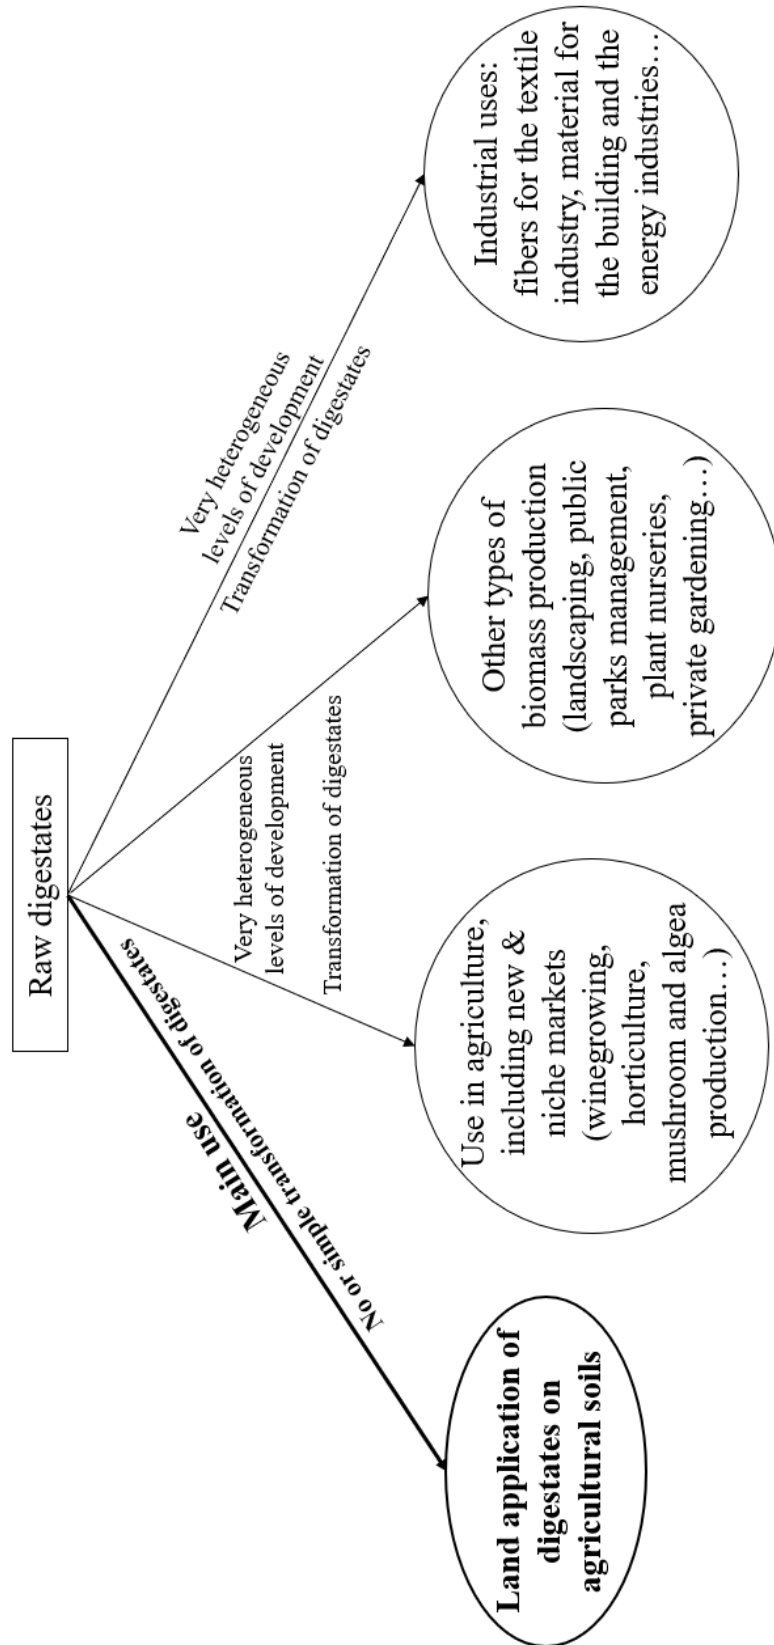 Raw digestates
Main use
No or simple transformation of digestates
Very heterogeneous
levels of development
Transformation of digestates
Very heterogeneous
levels of development
Transformation of digestates
Land application of
digestates on
agricultural soils
Use in agriculture,
including new &
niche markets
(winegrowing,
horticulture,
mushroom and algea
production…)
Other types of
biomass production
(landscaping, public
parks management,
plant nurseries,
private gardening…)
Industrial uses:
fibers for the textile
industry, material for
the building and the
energy industries…